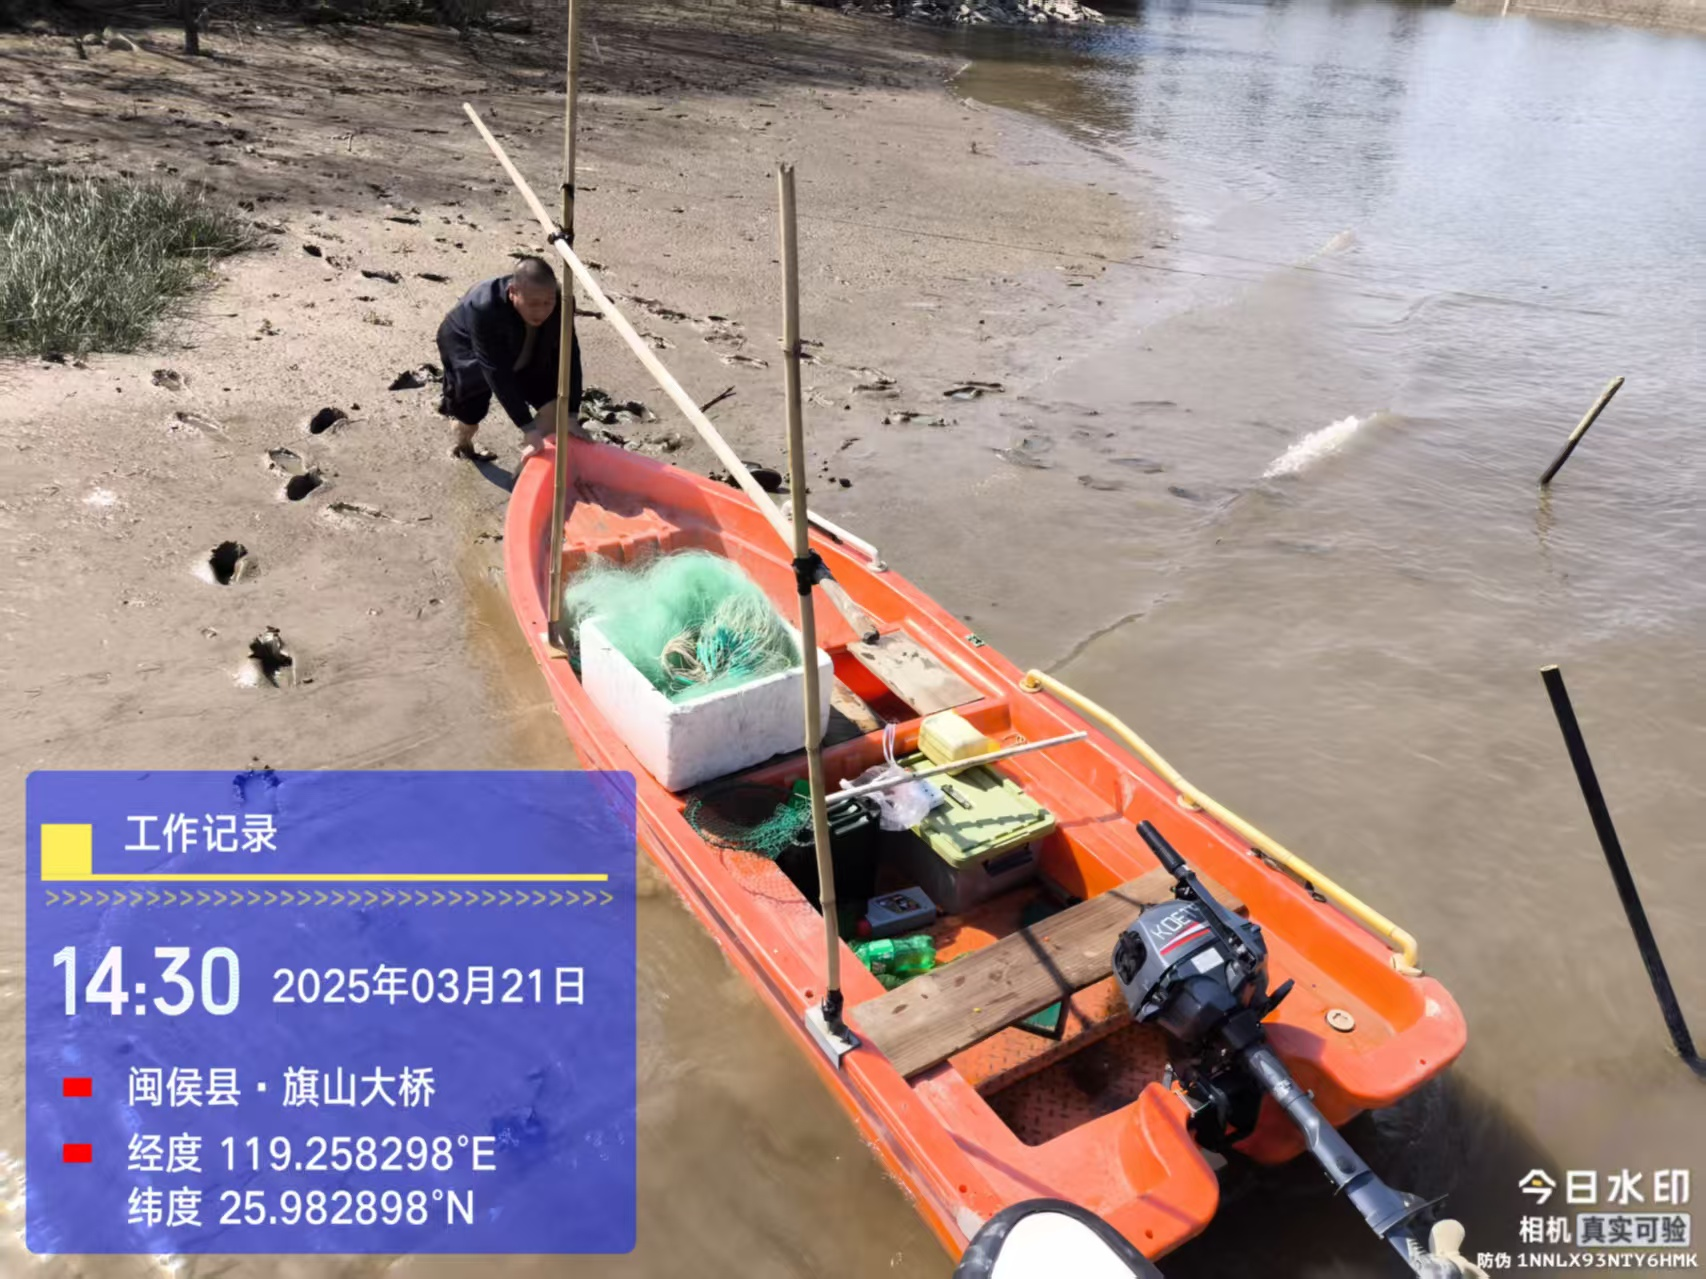 工作记录
14:30 2025年03月21日
闽侯县·旗山大桥
经度 119.258298°E
纬度 25.982898°N
今日水印
相机 真实可验
防伪 1NNLX93NTY6HMK